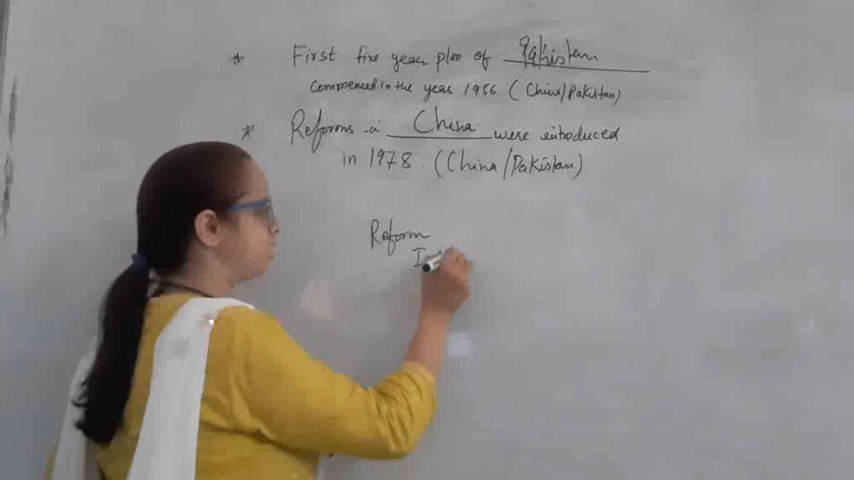 * First five year plan of Pakistan
Commenced in the year 1956 (China/Pakistan)
* Reforms in China were introduced
in 1978. (China/Pakistan)
Reform
I